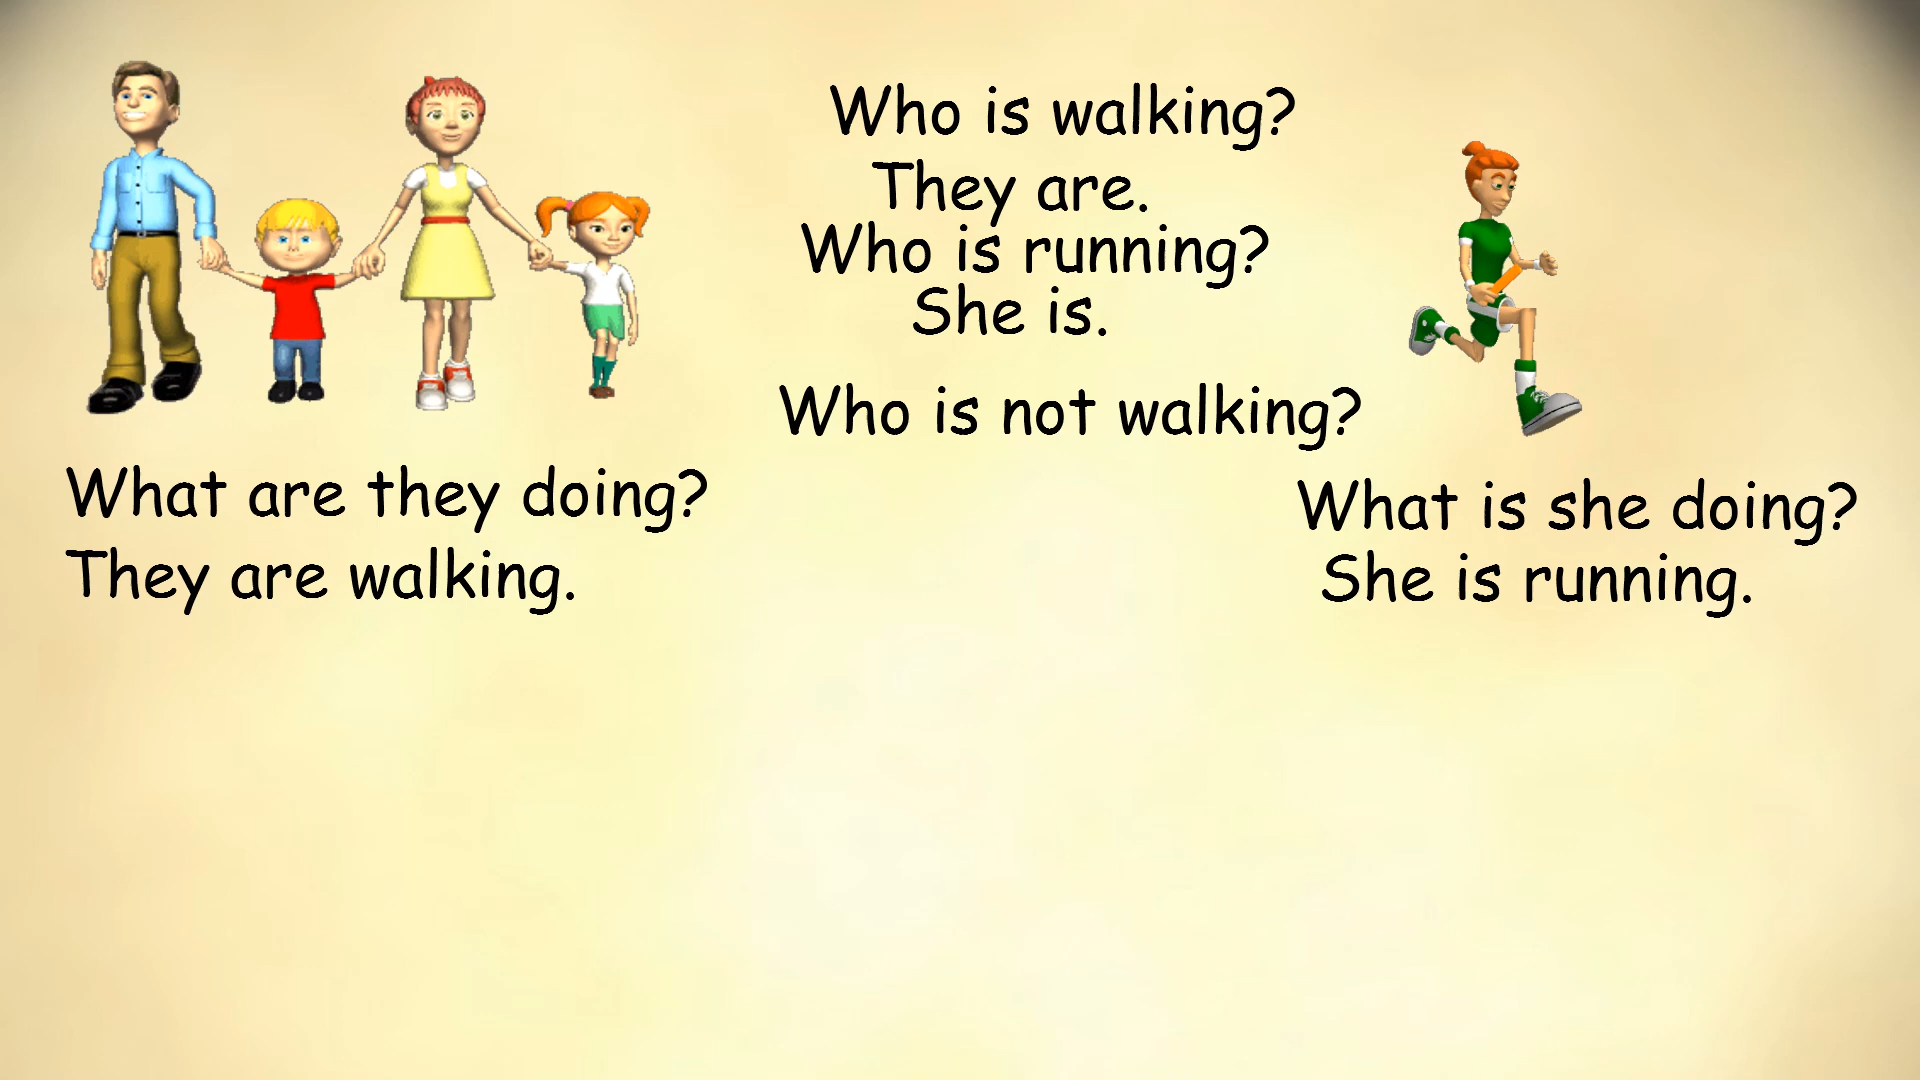 Who is walking?
They are.
Who is running?
She is.
Who is not walking?
What are they doing?
They are walking.
What is she doing?
She is running.